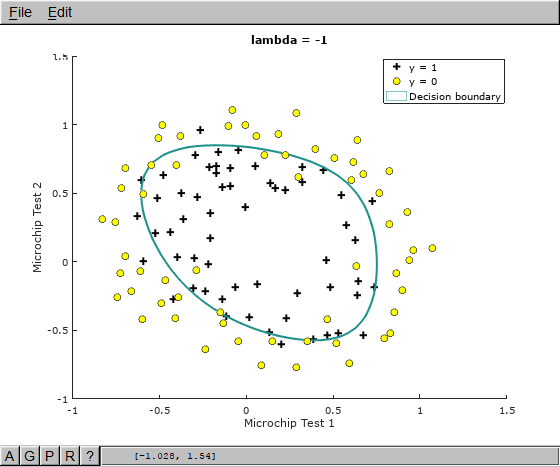 File Edit
lambda = -1
y = 1
y = 0
Decision boundary
1.5
1
0.5
0
-0.5
-1
Microchip Test 2
-1 -0.5 0 0.5 1 1.5
Microchip Test 1
A G P R ? [-1.028, 1.54]